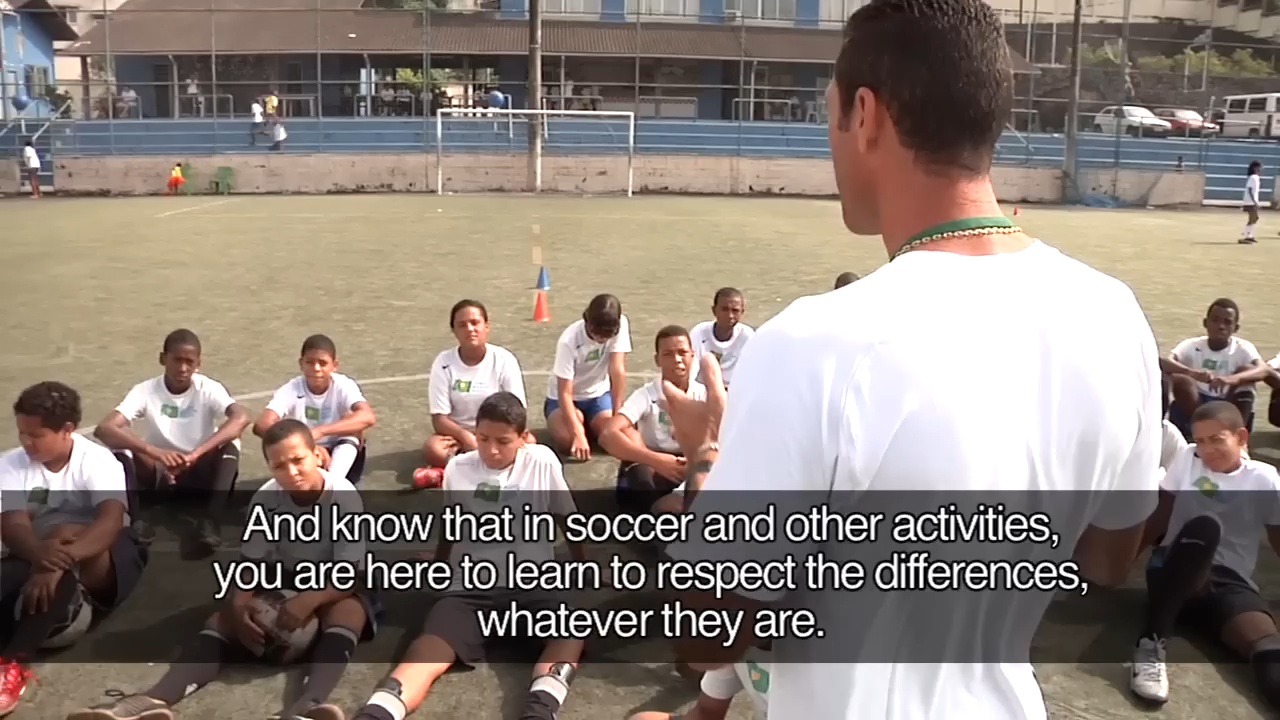 And know that in soccer and other activities,
you are here to learn to respect the differences,
whatever they are.